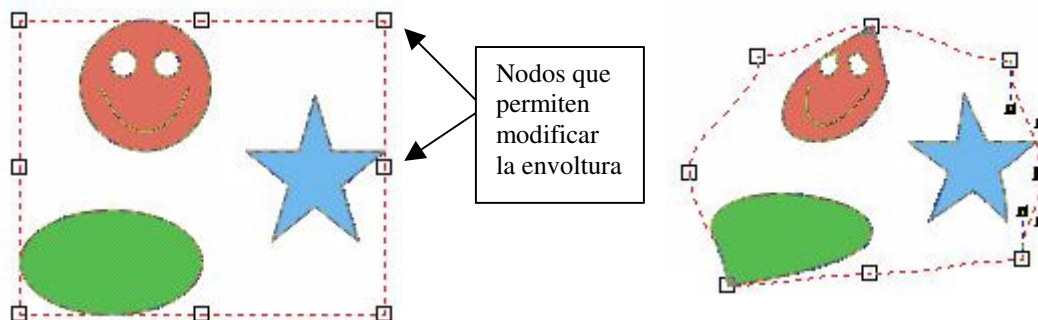 Nodos que
permiten
modificar
la envoltura